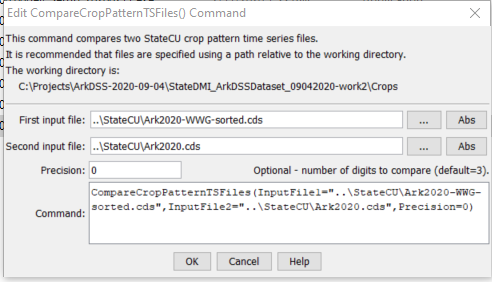 Edit CompareCropPatternTSFiles() Command
This command compares two StateCU crop pattern time series files.
It is recommended that files are specified using a path relative to the working directory.
The working directory is:
C:\Projects\ArkDSS-2020-09-04\StateDMI_ArkDSSDataset_09042020-work2\Crops
First input file: ..\StateCU\Ark2020-WWG-sorted.cds ... Abs
Second input file: ..\StateCU\Ark2020.cds ... Abs
Precision: 0 Optional - number of digits to compare (default=3).
CompareCropPatternTSFiles(InputFile1="..\StateCU\Ark2020-WWG-
sorted.cds",InputFile2="..\StateCU\Ark2020.cds",Precision=0)
Command:
OK Cancel Help